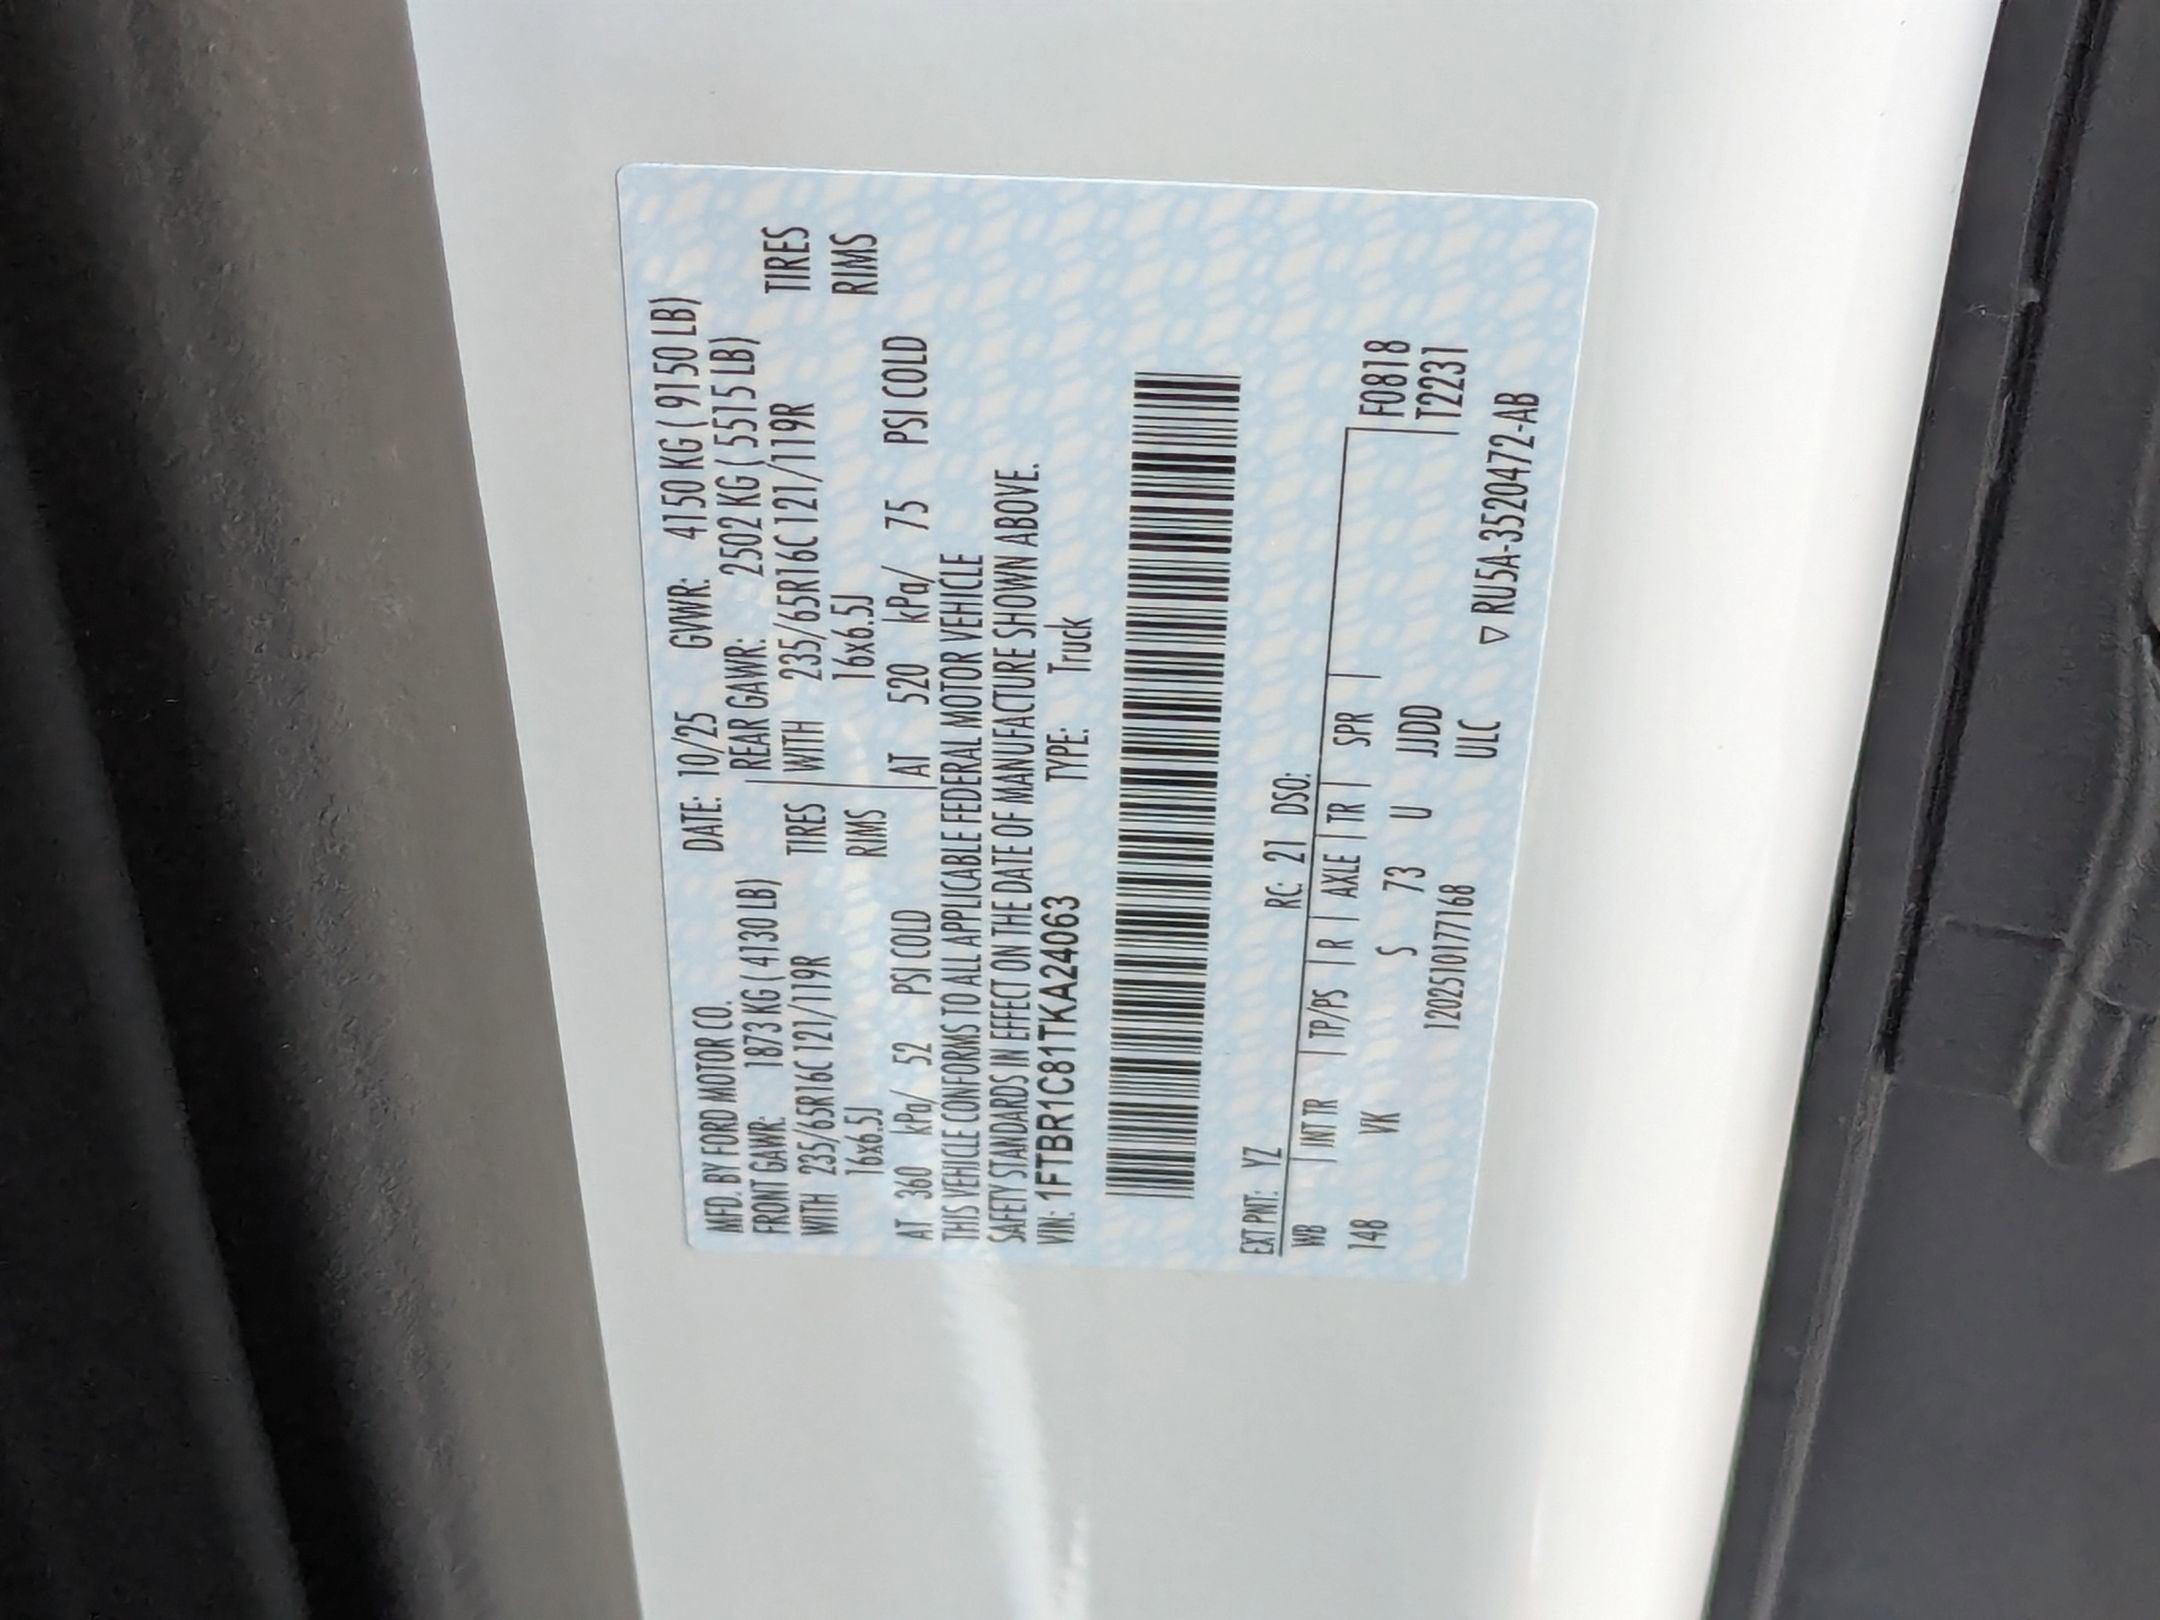 MFD. BY FORD MOTOR CO. DATE: 10/25 GVWR: 4150 KG ( 9150 LB)
FRONT GAWR: 1873 KG ( 4130 LB) REAR GAWR: 2502 KG ( 5515 LB)
WITH 235/65R16C 121/119R TIRES WITH 235/65R16C 121/119R TIRES
16x6.5J RIMS 16x6.5J RIMS
AT 360 kPa/ 52 PSI COLD AT 520 kPa/ 75 PSI COLD
THIS VEHICLE CONFORMS TO ALL APPLICABLE FEDERAL MOTOR VEHICLE
SAFETY STANDARDS IN EFFECT ON THE DATE OF MANUFACTURE SHOWN ABOVE.
VIN: 1FTBR1C81TKA24063 TYPE: Truck
EXT PNT: YZ RC: 21 DSO:
WB | INT TR | TP/PS | R | AXLE | TR | SPR | F0818
148 VK S 73 U JJDD T2231
1202510177168 ULC
▽ RU5A-3520472-AB